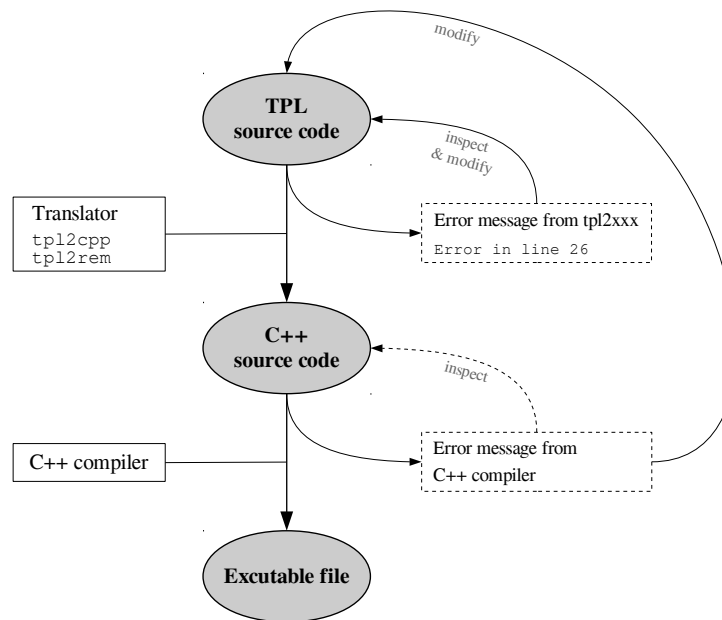 modify
TPL
source code
inspect
& modify
Translator
tpl2cpp
tpl2rem
Error message from tpl2xxx
Error in line 26
C++
source code
inspect
C++ compiler
Error message from
C++ compiler
Excutable file